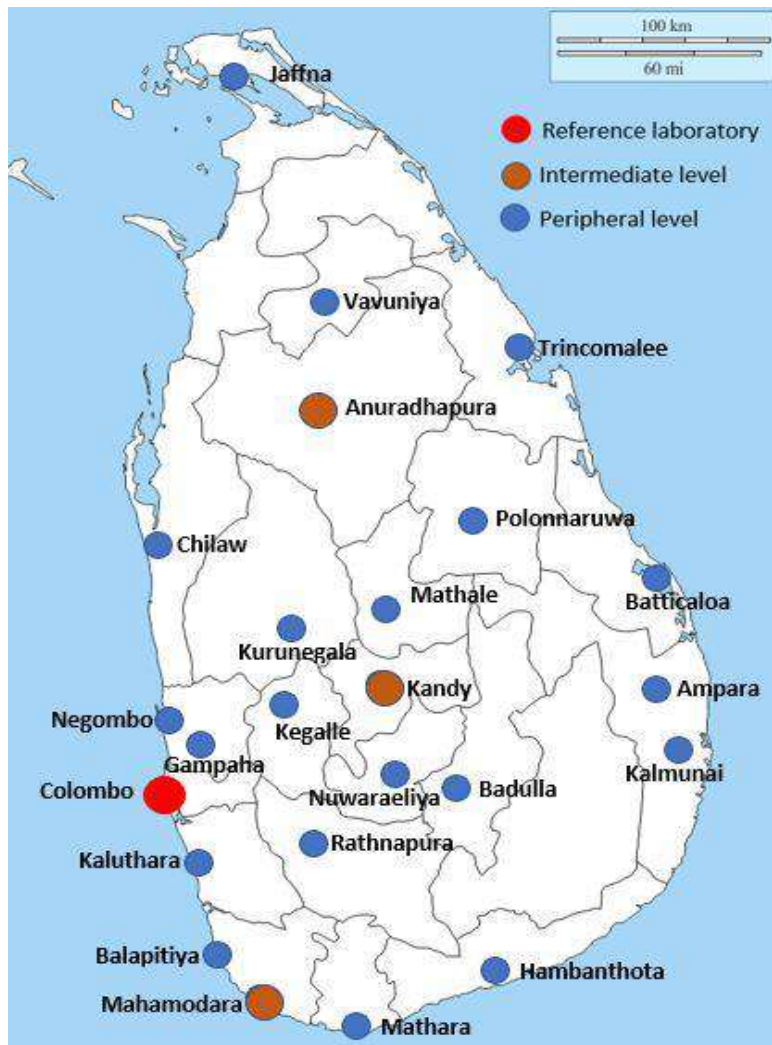 100 km
60 mi
Jaffna
Reference laboratory
Intermediate level
Peripheral level
Vavuniya
Trincomalee
Anuradhapura
Polonnaruwa
Chilaw
Mathale
Batticaloa
Kurunegala
Kandy
Ampara
Negombo
Kegalle
Gampaha
Kalmunai
Colombo
Nuwaraeliya
Badulla
Rathnapura
Kaluthara
Balapitiya
Hambanthota
Mahamodara
Mathara